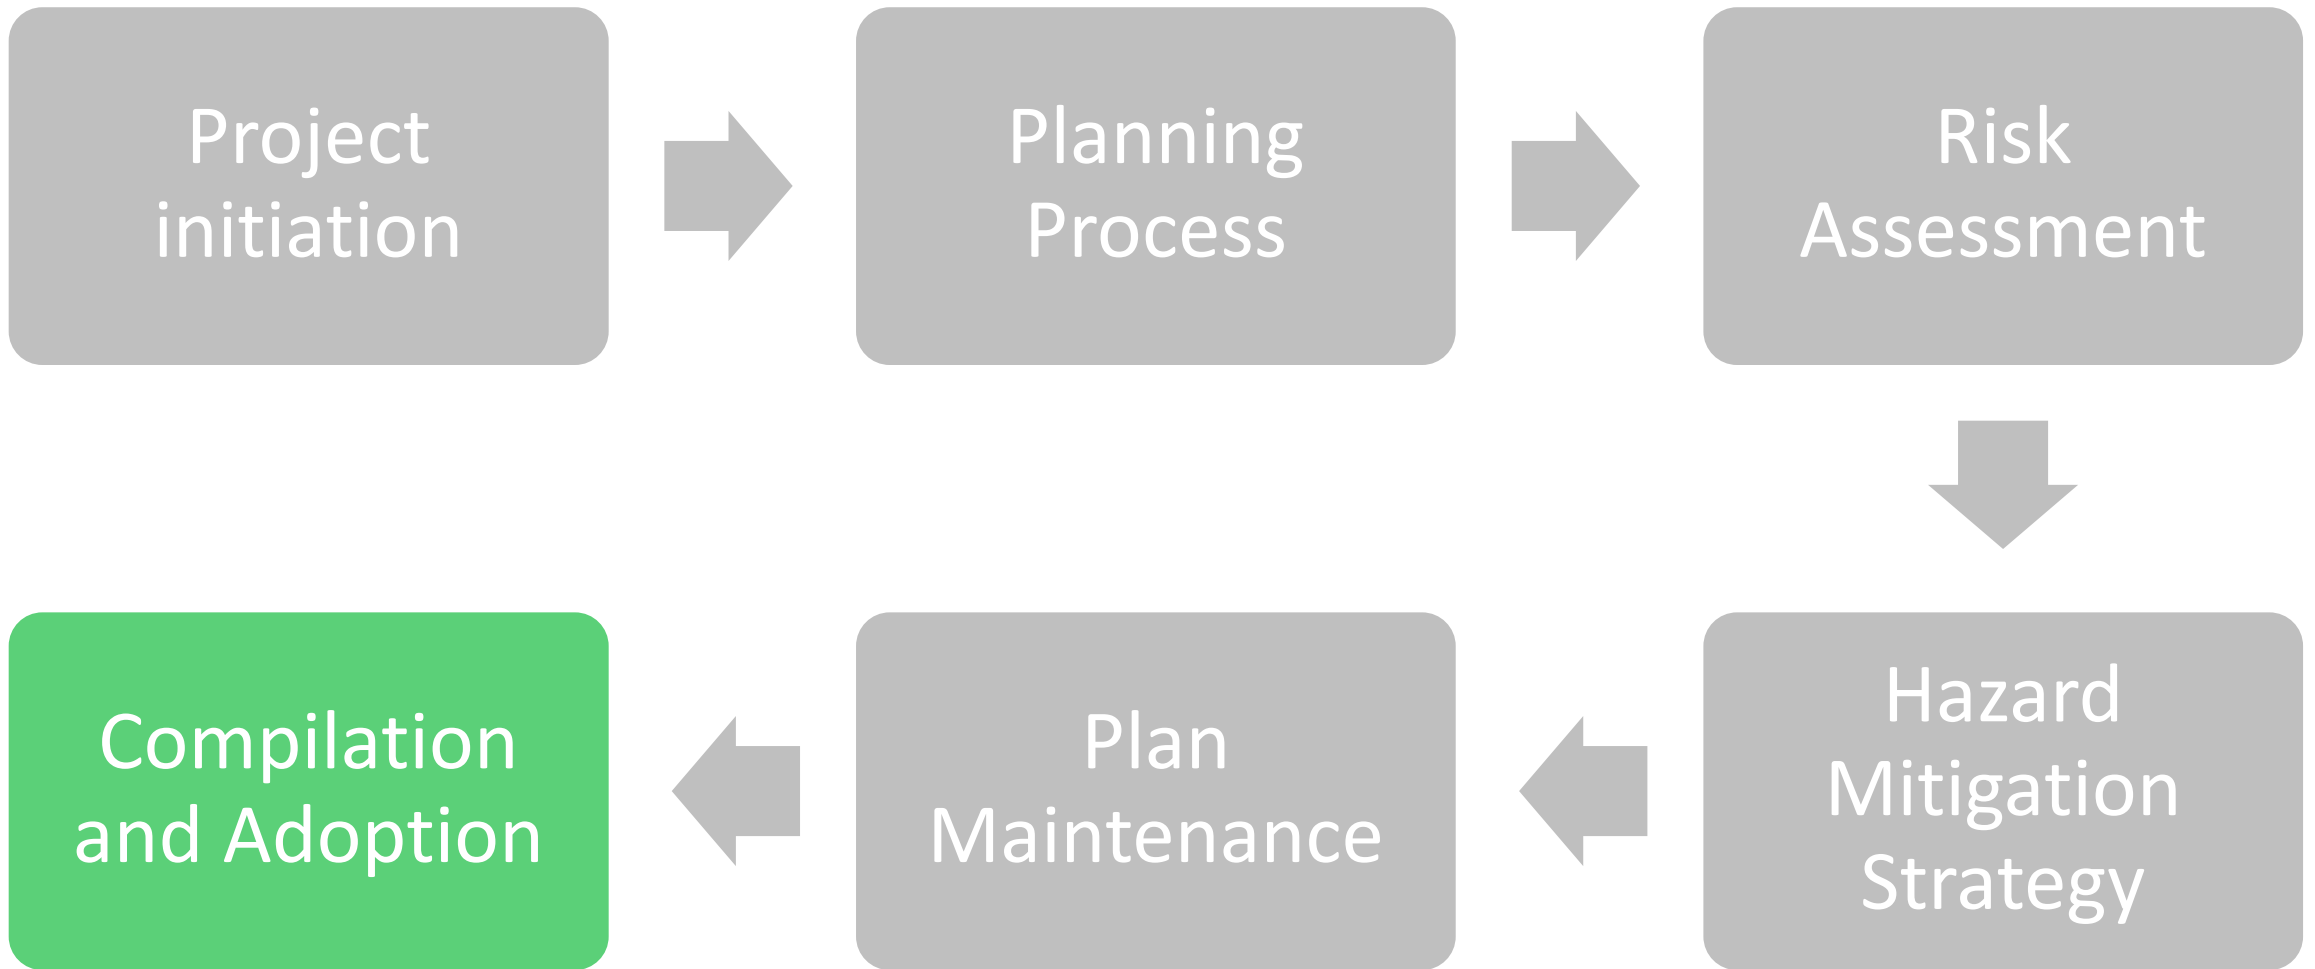 Project
initiation
Planning
Process
Risk
Assessment
Hazard
Mitigation
Strategy
Plan
Maintenance
Compilation
and Adoption